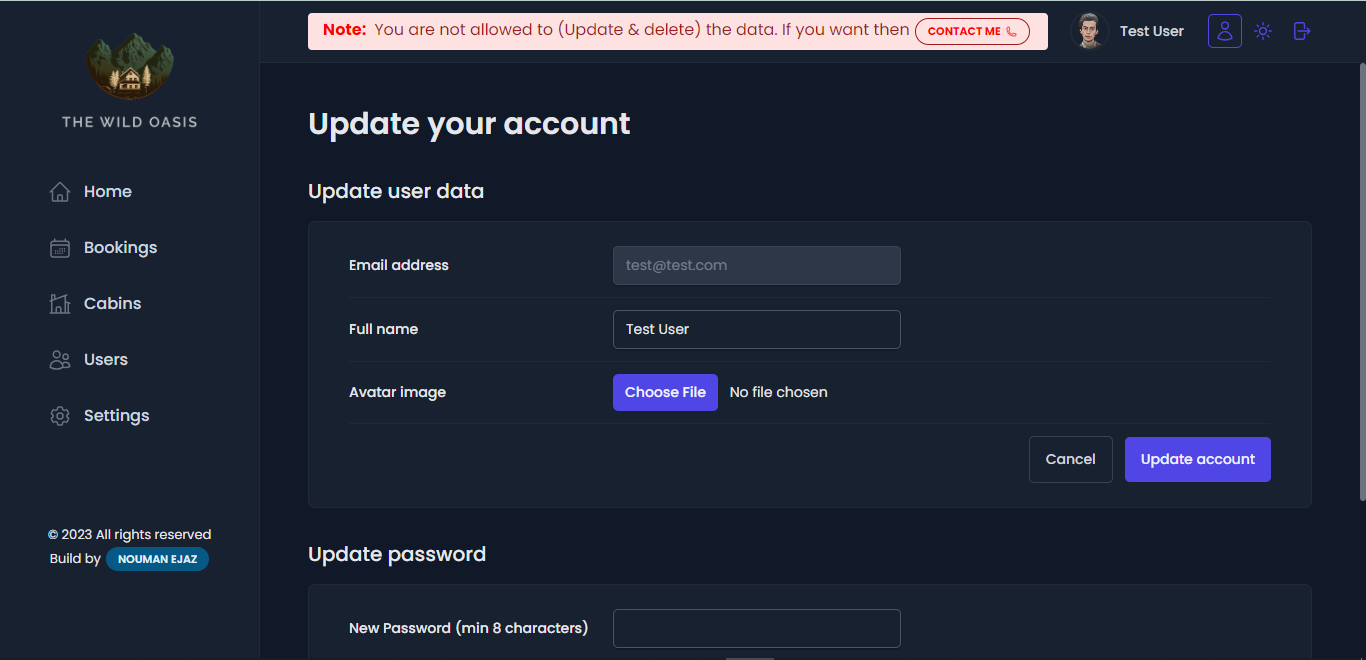 THE WILD OASIS
Home
Bookings
Cabins
Users
Settings
© 2023 All rights reserved
Build by NOUMAN EJAZ
Note: You are not allowed to (Update & delete) the data. If you want then CONTACT ME
Test User
Update your account
Update user data
Email address test@test.com
Full name Test User
Avatar image Choose File No file chosen
Cancel Update account
Update password
New Password (min 8 characters)